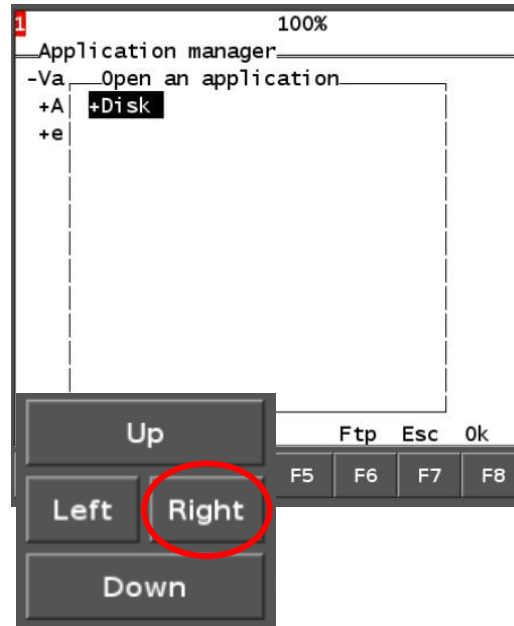 1 100%
Application manager
-Va Open an application
+A +Disk
+e
Ftp Esc Ok
F5 F6 F7 F8
Up
Left Right
Down